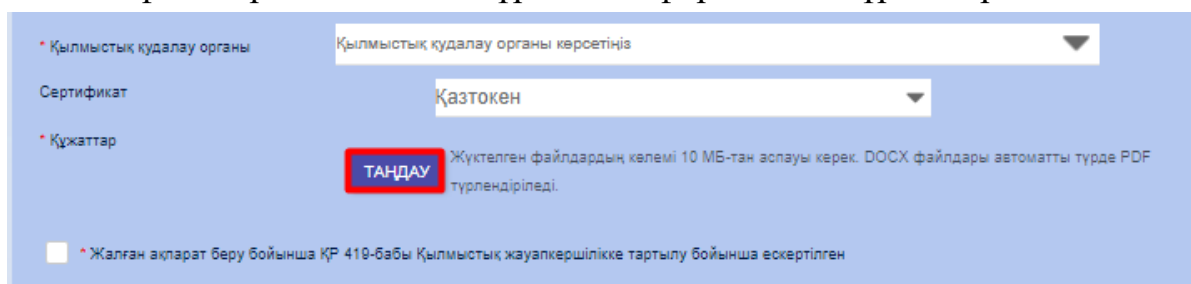 * Қылмыстық қудалау органы
Қылмыстық қудалау органы көрсетіңіз
Сертификат
Қазтокен
* Құжаттар
ТАҢДАУ
Жүктелген файлдардың көлемі 10 МБ-тан аспауы керек. DOCX файлдары автоматты түрде PDF
түрлендіріледі.
* Жалған ақпарат беру бойынша ҚР 419-бабы Қылмыстық жауапкершілікке тартылу бойынша ескертілген